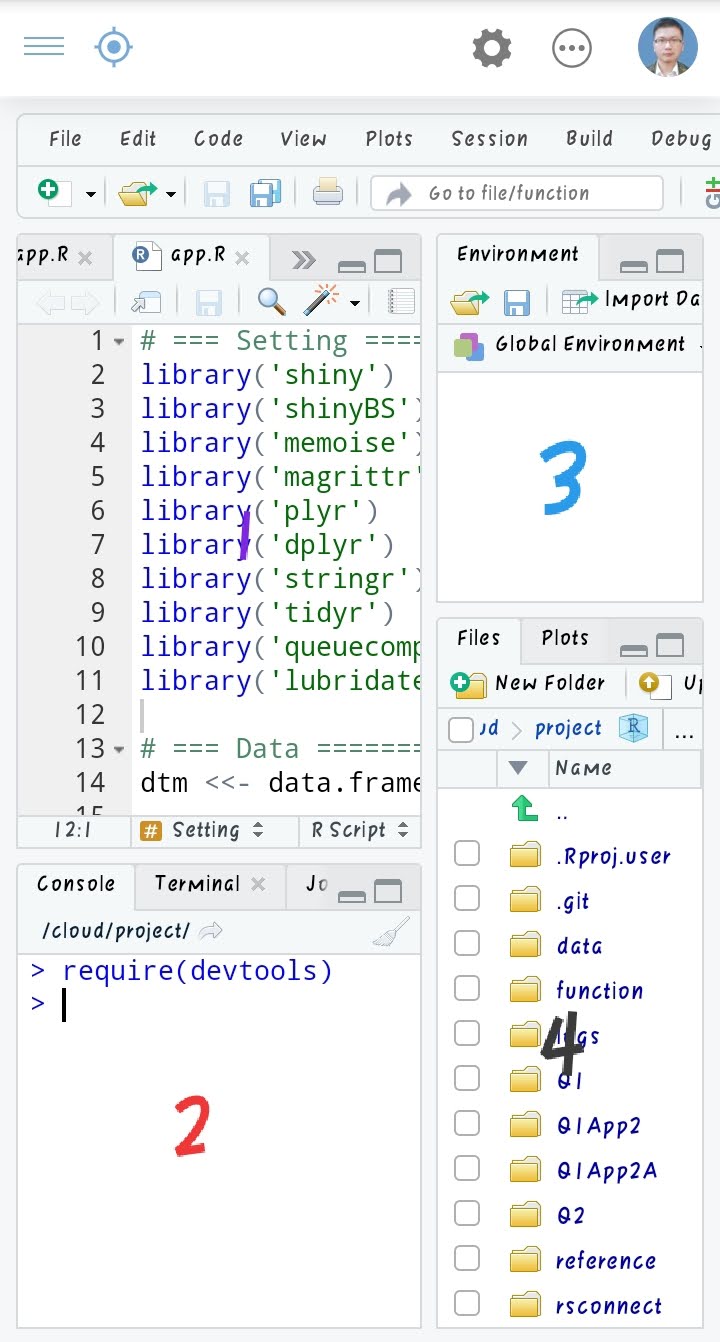 File Edit Code View Plots Session Build Debug
Go to file/function
app.R
app.R
1 # === Setting ====
2 library('shiny')
3 library('shinyBS')
4 library('memoise')
5 library('magrittr'
6 library('plyr')
7 library('dplyr')
8 library('stringr')
9 library('tidyr')
10 library('queuecomp
11 library('lubridate
12
13 # === Data =======
14 dtm <<- data.frame
15
12:1 # Setting R Script
1
Console Terminal Jo
/cloud/project/
> require(devtools)
>
2
Environment
Import Da
Global Environment
3
Files Plots
New Folder Up
ud project R ...
Name
..
.Rproj.user
.git
data
function
logs
Q1
Q1App2
Q1App2A
Q2
reference
rsconnect
4